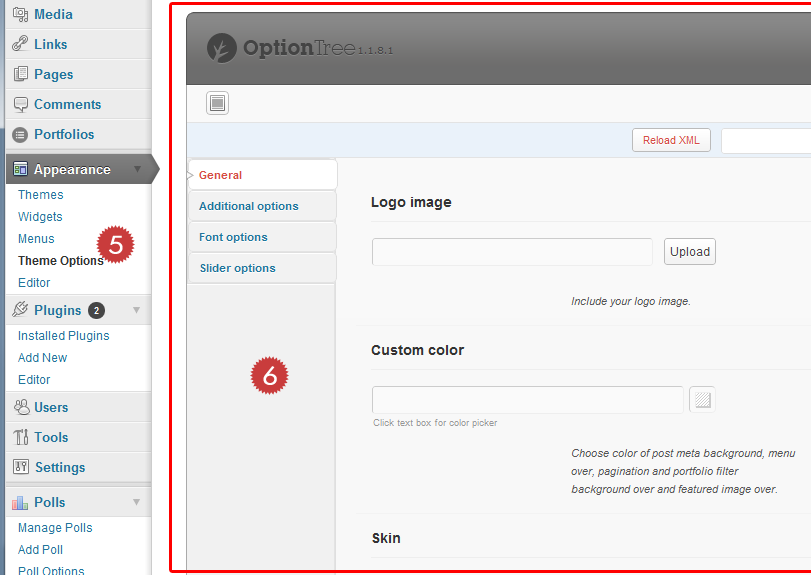 Media
Links
Pages
Comments
Portfolios
Appearance
Themes
Widgets
Menus
Theme Options
5
Editor
Plugins 2
Installed Plugins
Add New
Editor
Users
Tools
Settings
Polls
Manage Polls
Add Poll
Poll Options
OptionTree 1.1.8.1
Reload XML
General
Additional options
Font options
Slider options
6
Logo image
Upload
Include your logo image.
Custom color
Click text box for color picker
Choose color of post meta background, menu
over, pagination and portfolio filter
background over and featured image over.
Skin